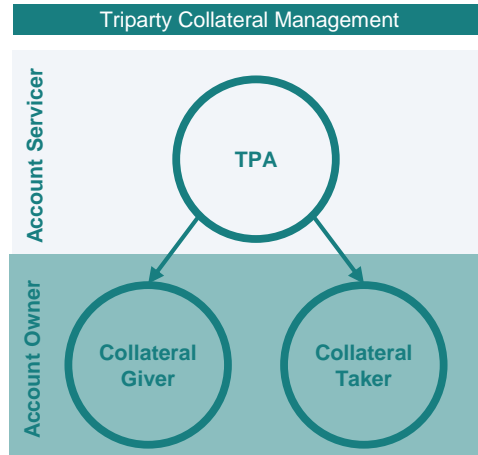 Triparty Collateral Management
Account Servicer
TPA
Account Owner
Collateral
Giver
Collateral
Taker